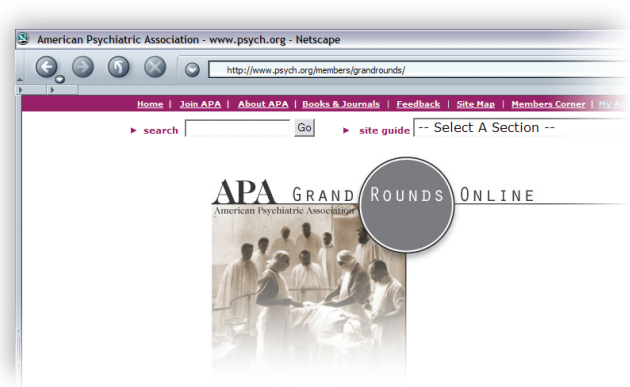 American Psychiatric Association - www.psych.org - Netscape
http://www.psych.org/members/grandrounds/
Home | Join APA | About APA | Books & Journals | Feedback | Site Map | Members Corner | My
search Go site guide -- Select A Section --
APA GRAND ROUNDS ONLINE
American Psychiatric Association